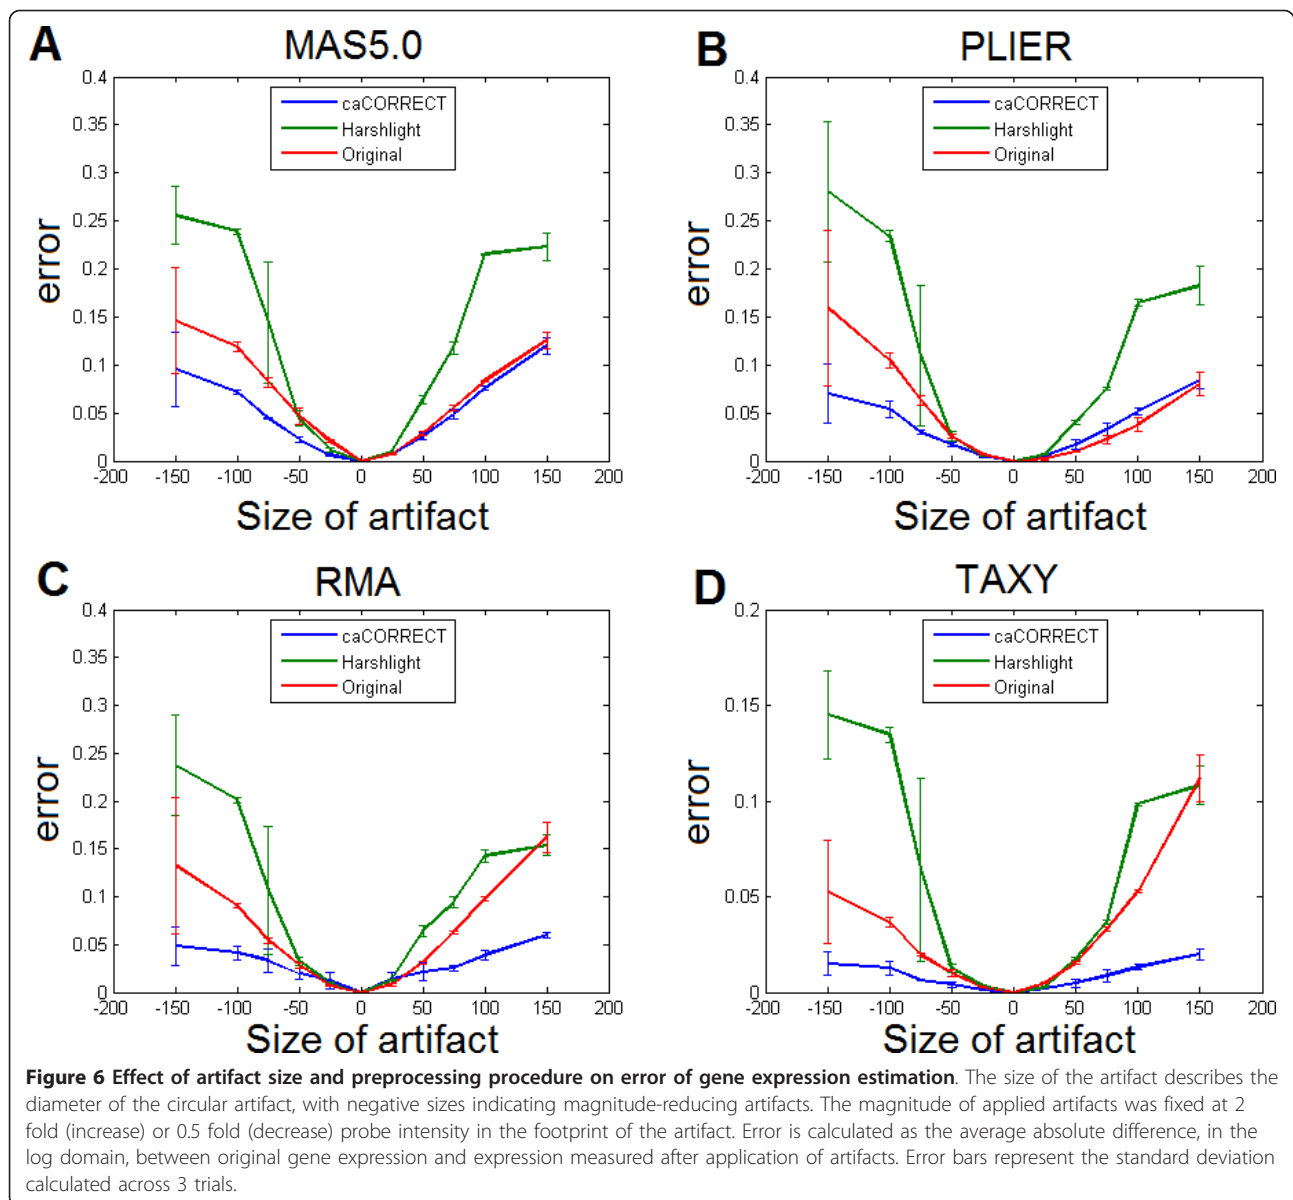 A
MAS5.0
0.4
0.35
0.3
0.25
0.2
0.15
0.1
0.05
0
error
caCORRECT
Harshlight
Original
-200 -150 -100 -50 0 50 100 150 200
Size of artifact
B
PLIER
0.4
0.35
0.3
0.25
0.2
0.15
0.1
0.05
0
error
caCORRECT
Harshlight
Original
-200 -150 -100 -50 0 50 100 150 200
Size of artifact
C
RMA
0.4
0.35
0.3
0.25
0.2
0.15
0.1
0.05
0
error
caCORRECT
Harshlight
Original
-200 -150 -100 -50 0 50 100 150 200
Size of artifact
D
TAXY
0.2
0.15
0.1
0.05
0
error
caCORRECT
Harshlight
Original
-200 -150 -100 -50 0 50 100 150 200
Size of artifact
Figure 6 Effect of artifact size and preprocessing procedure on error of gene expression estimation. The size of the artifact describes the
diameter of the circular artifact, with negative sizes indicating magnitude-reducing artifacts. The magnitude of applied artifacts was fixed at 2
fold (increase) or 0.5 fold (decrease) probe intensity in the footprint of the artifact. Error is calculated as the average absolute difference, in the
log domain, between original gene expression and expression measured after application of artifacts. Error bars represent the standard deviation
calculated across 3 trials.